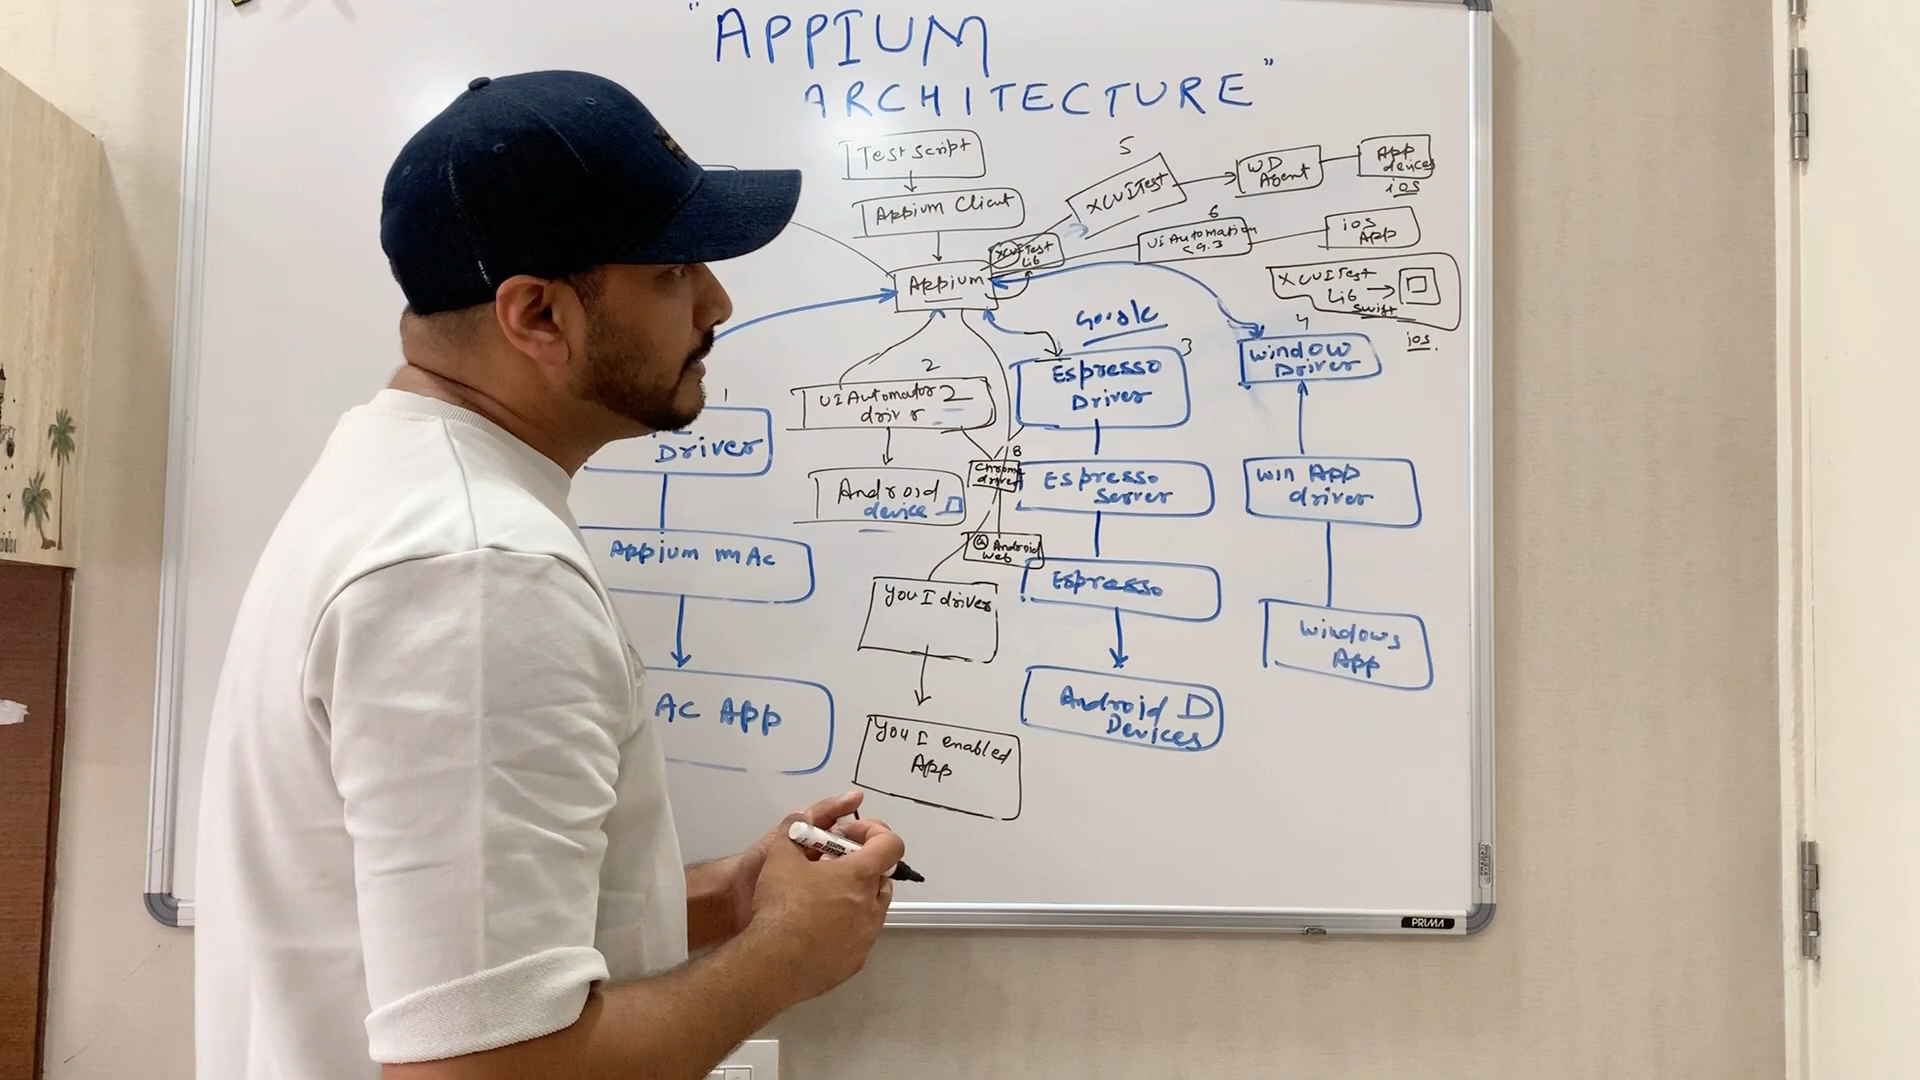 "APPIUM
ARCHITECTURE"
Test Script
Appium Client
Appium
XCUITest
Lib
5
XCUITest
WD
Agent
App
devices
ios
6
UiAutomation
< 9.3
ios
App
XCUITest
Lib
Swift
ios.
Google
1
Driver
Appium mAc
AC App
2
UiAutomator 2
driver
Android
device
8
Chrome
driver
Android
web
You I driver
You I enabled
App
3
Espresso
Driver
Espresso
Server
Espresso
Android D
Devices
4
Window
Driver
Win App
driver
Windows
App
PRIMA